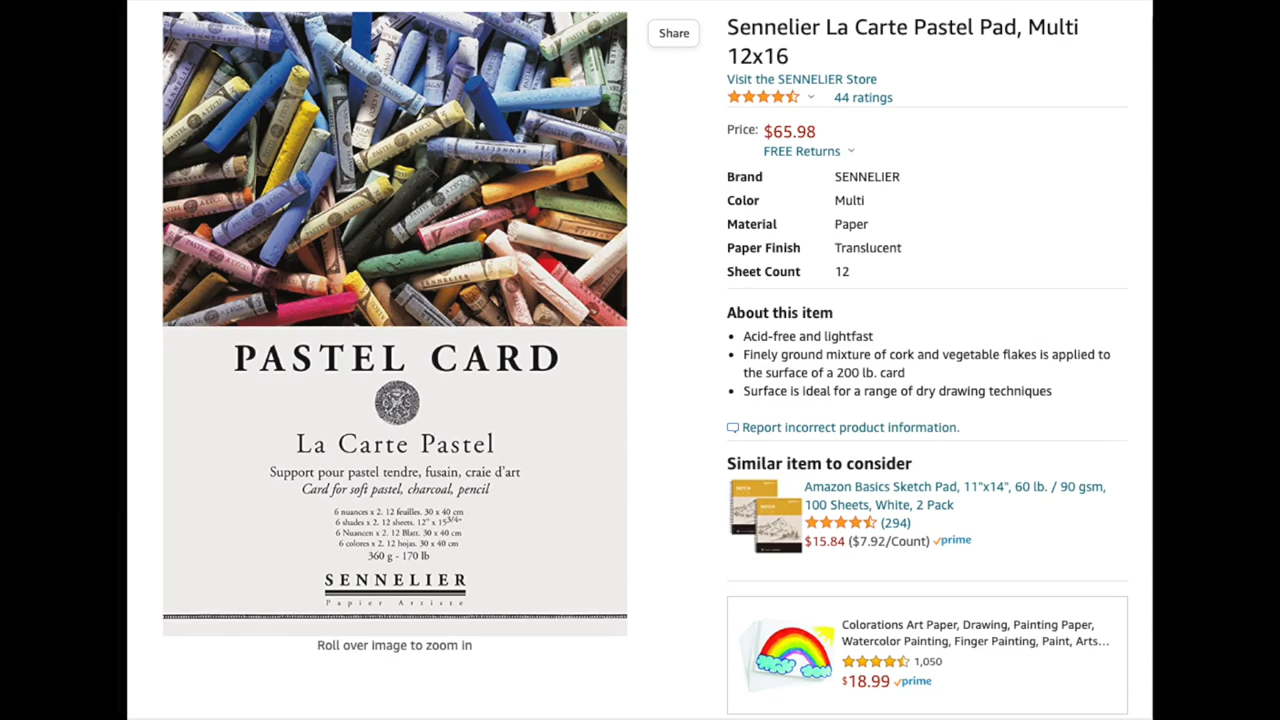 PASTEL CARD
La Carte Pastel
Support pour pastel tendre, fusain, craie d'art
Card for soft pastel, charcoal, pencil
6 nuances x 2. 12 feuilles. 30 x 40 cm
6 shades x 2. 12 sheets. 12" x 15 3/4"
6 Nuancen x 2. 12 Blatt. 30 x 40 cm
6 colores x 2. 12 hojas. 30 x 40 cm
360 g - 170 lb
SENNELIER
Papier Artiste
Roll over image to zoom in
Share
Sennelier La Carte Pastel Pad, Multi
12x16
Visit the SENNELIER Store
44 ratings
Price: $65.98
FREE Returns
Brand SENNELIER
Color Multi
Material Paper
Paper Finish Translucent
Sheet Count 12
About this item
• Acid-free and lightfast
• Finely ground mixture of cork and vegetable flakes is applied to
the surface of a 200 lb. card
• Surface is ideal for a range of dry drawing techniques
Report incorrect product information.
Similar item to consider
Amazon Basics Sketch Pad, 11"x14", 60 lb. / 90 gsm,
100 Sheets, White, 2 Pack
(294)
$15.84 ($7.92/Count) prime
Colorations Art Paper, Drawing, Painting Paper,
Watercolor Painting, Finger Painting, Paint, Arts...
1,050
$18.99 prime